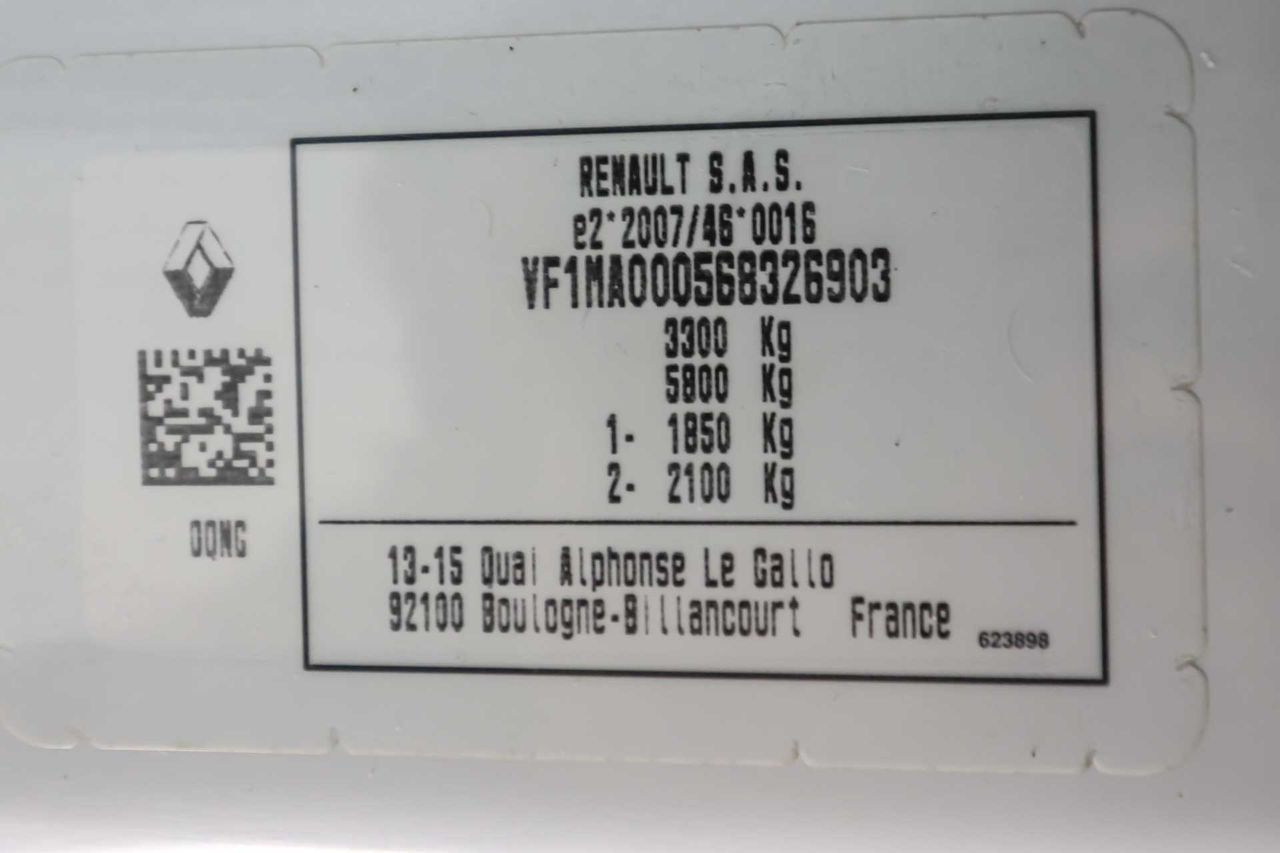 RENAULT S.A.S.
e2*2007/46*0016
VF1MA000568326903
3300 Kg
5800 Kg
1- 1850 Kg
2- 2100 Kg
0QNG
13-15 Quai Alphonse Le Gallo
92100 Boulogne-Billancourt France
623898